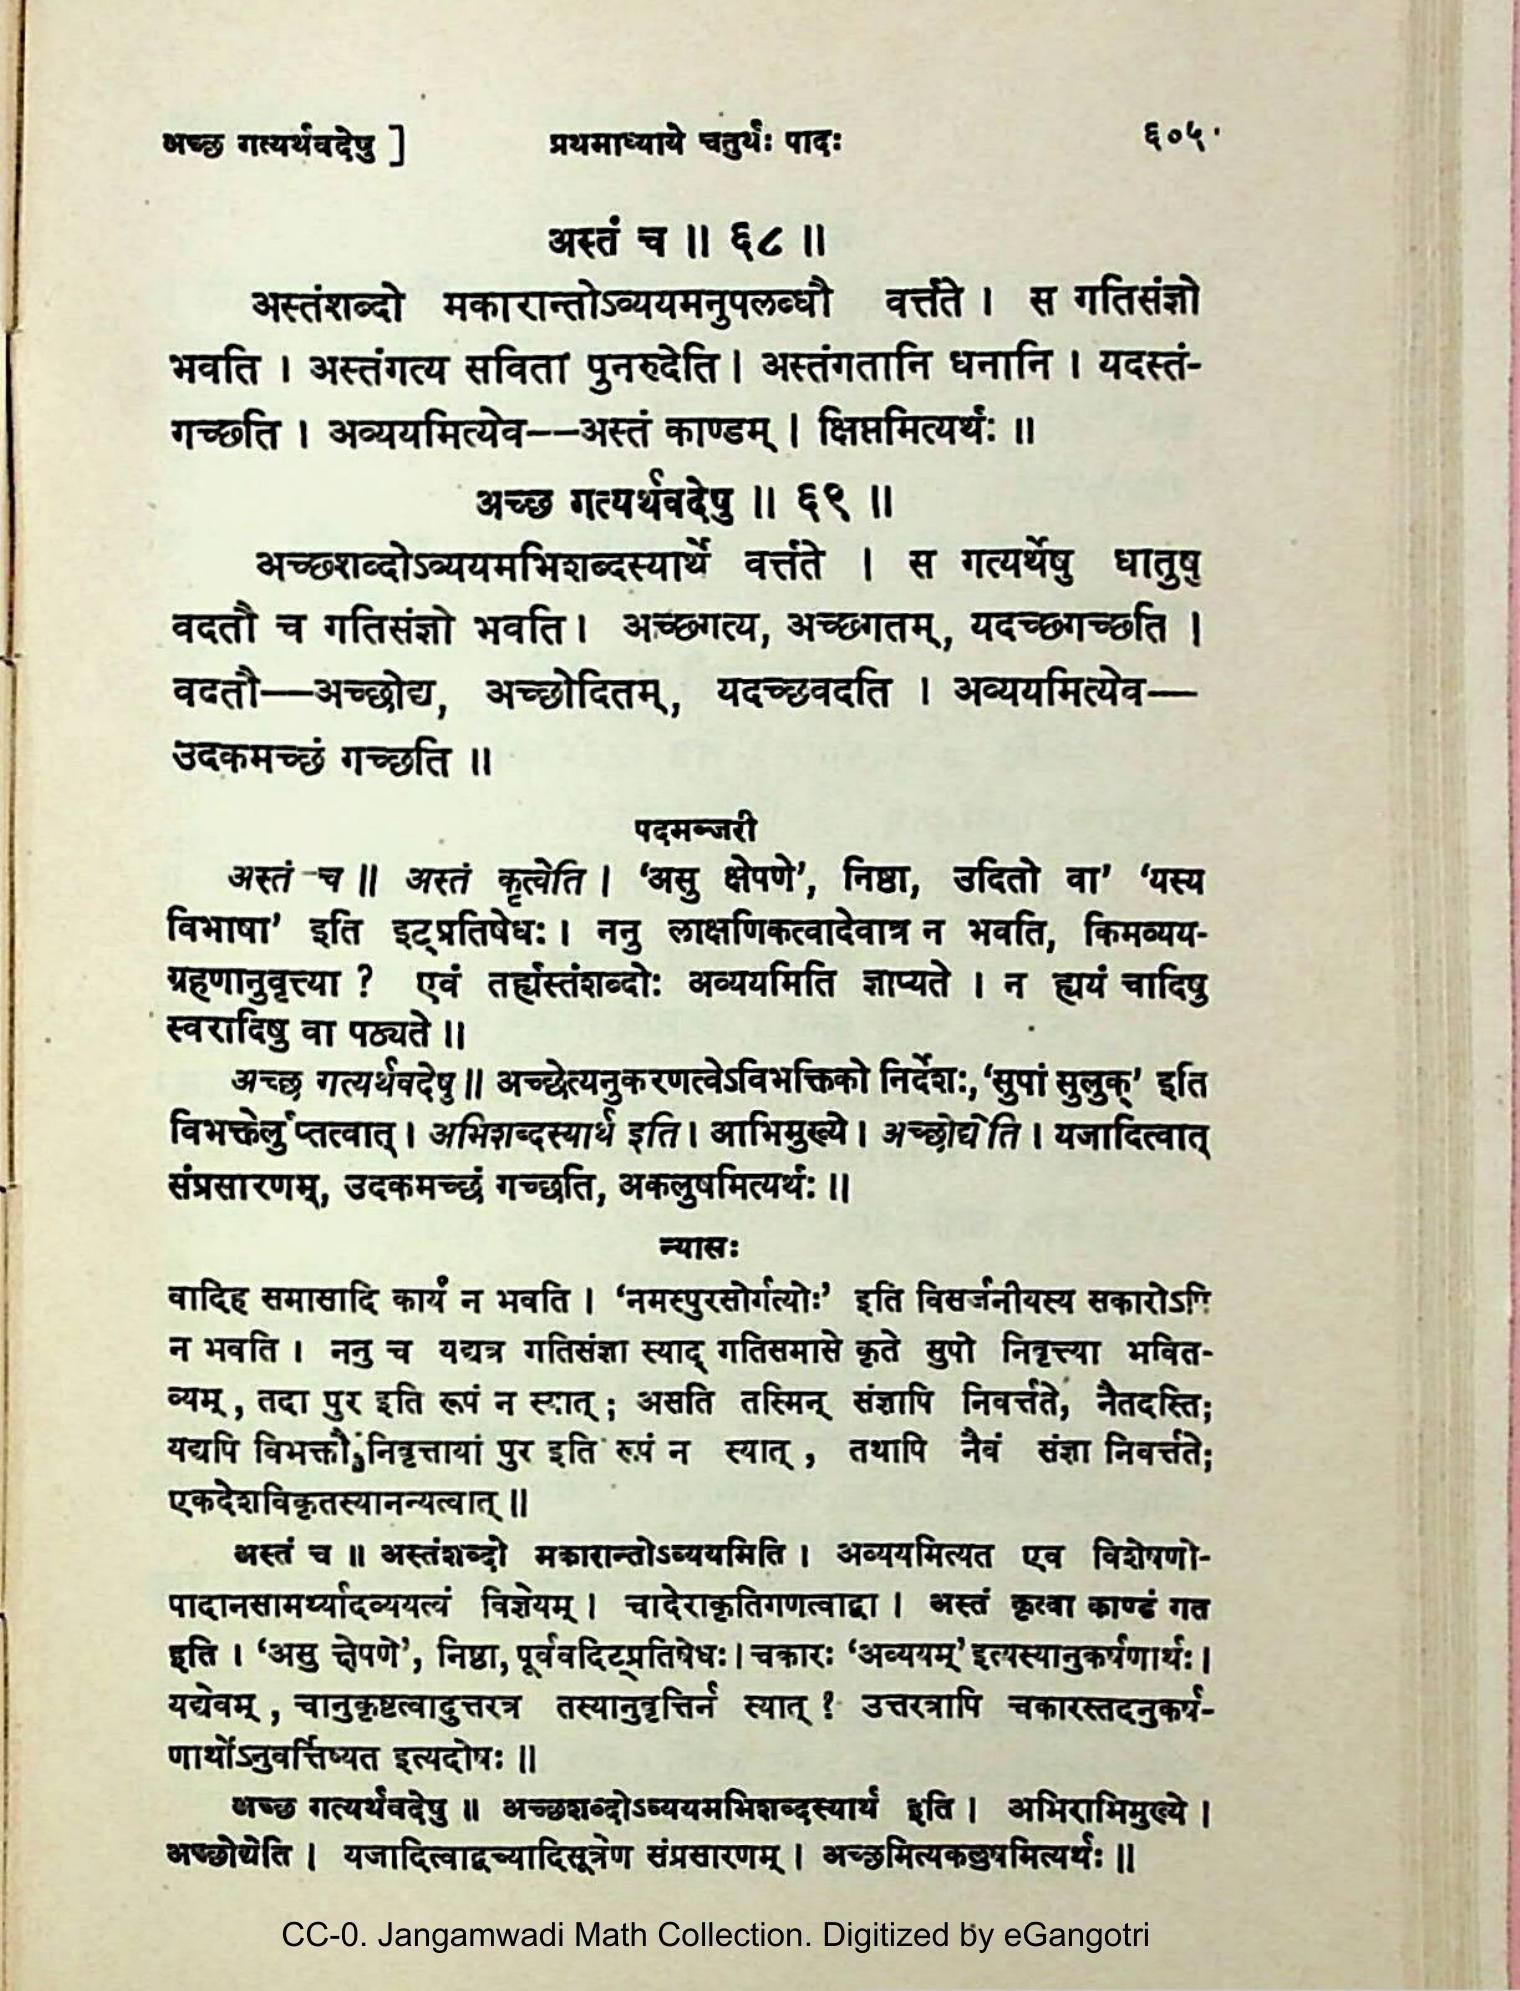 अच्छ गत्यर्थवदेषु ] प्रथमाध्याये चतुर्थः पादः ६०५
अस्तं च ॥ ६८ ॥
अस्तंशब्दो मकारान्तोऽव्ययमनुपलब्धौ वर्त्तते । स गतिसंज्ञो
भवति । अस्तंगत्य सविता पुनरुदेति । अस्तंगतानि धनानि । यदस्तं-
गच्छति । अव्ययमित्येव--अस्तं काण्डम् । क्षिप्तमित्यर्थः ॥
अच्छ गत्यर्थवदेषु ॥ ६९ ॥
अच्छशब्दोऽव्ययमभिशब्दस्यार्थे वर्त्तते । स गत्यर्थेषु धातुषु
वदतौ च गतिसंज्ञो भवति । अच्छगत्य, अच्छगतम्, यदच्छगच्छति ।
वदतौ—अच्छोद्य, अच्छोदितम्, यदच्छवदति । अव्ययमित्येव—
उदकमच्छं गच्छति ॥
पदमञ्जरी
अस्तं च ॥ अस्तं कृत्वेति । ‘असु क्षेपणे’, निष्ठा, उदितो वा’ ‘यस्य
विभाषा’ इति इट्प्रतिषेधः । ननु लाक्षणिकत्वादेवात्र न भवति, किमव्यय-
ग्रहणानुवृत्त्या ? एवं तर्ह्यस्तंशब्दोः अव्ययमिति ज्ञाप्यते । न ह्ययं चादिषु
स्वरादिषु वा पठ्यते ॥
अच्छ गत्यर्थवदेषु ॥ अच्छेत्यनुकरणत्वेऽविभक्तिको निर्देशः, ‘सुपां सुलुक्’ इति
विभक्तेर्लुप्तत्वात् । अभिशब्दस्यार्थ इति । आभिमुख्ये । अच्छोद्येति । यजादित्वात्
संप्रसारणम्, उदकमच्छं गच्छति, अकलुषमित्यर्थः ॥
न्यासः
वादिह समासादि कार्यं न भवति । ‘नमस्पुरसोर्गत्योः’ इति विसर्जनीयस्य सकारोऽपि
न भवति । ननु च यद्यत्र गतिसंज्ञा स्याद् गतिसमासे कृते सुपो निवृत्त्या भवित-
व्यम्, तदा पुर इति रूपं न स्यात् ; असति तस्मिन् संज्ञापि निवर्त्तते, नैतदस्ति;
यद्यपि विभक्तौ निवृत्तायां पुर इति रूपं न स्यात् , तथापि नैवं संज्ञा निवर्त्तते;
एकदेशविकृतस्यानन्यत्वात् ॥
अस्तं च ॥ अस्तंशब्दो मकारान्तोऽव्ययमिति । अव्ययमित्यत एव विशेषणो-
पादानसामर्थ्यादव्ययत्वं विज्ञेयम् । चादेराकृतिगणत्वाद्वा । अस्तं कृत्वा काण्डं गत
इति । ‘असु क्षेपणे’, निष्ठा, पूर्ववदिट्प्रतिषेधः । चकारः ‘अव्ययम्’ इत्यस्यानुकर्षणार्थः ।
यद्येवम् , चानुकृष्टत्वादुत्तरत्र तस्यानुवृत्तिर्न स्यात् ? उत्तरत्रापि चकारस्तदनुकर्ष-
णार्थोऽनुवर्त्तिष्यत इत्यदोषः ॥
अच्छ गत्यर्थवदेषु ॥ अच्छशब्दोऽव्ययमभिशब्दस्यार्थ इति । अभिराभिमुख्ये ।
अच्छोद्येति । यजादित्वाद्वच्यादिसूत्रेण संप्रसारणम् । अच्छमित्यकलुषमित्यर्थः ॥
CC-0. Jangamwadi Math Collection. Digitized by eGangotri